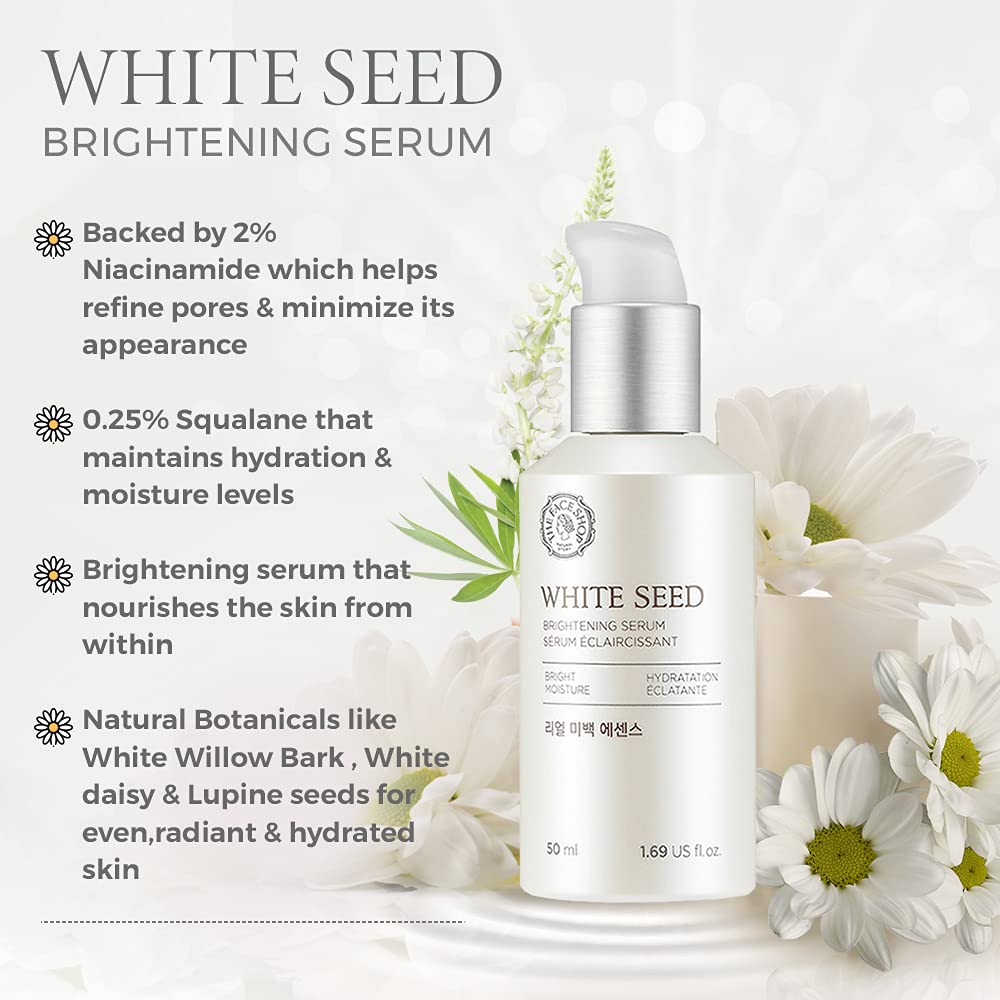 WHITE SEED
BRIGHTENING SERUM
Backed by 2%
Niacinamide which helps
refine pores & minimize its
appearance
0.25% Squalane that
maintains hydration &
moisture levels
Brightening serum that
nourishes the skin from
within
Natural Botanicals like
White Willow Bark , White
daisy & Lupine seeds for
even,radiant & hydrated
skin
THE FACE SHOP
NATURAL
STORY
WHITE SEED
BRIGHTENING SERUM
SÉRUM ÉCLAIRCISSANT
BRIGHT
MOISTURE
HYDRATATION
ÉCLATANTE
리얼 미백 에센스
50 ml
1.69 US fl.oz.